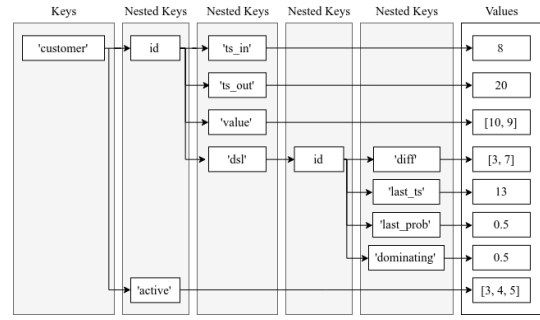 Keys Nested Keys Nested Keys Nested Keys Nested Keys Values
'customer' id 'ts_in' 8
'ts_out' 20
'value' [10, 9]
'dsl' id 'diff' [3, 7]
'last_ts' 13
'last_prob' 0.5
'dominating' 0.5
'active' [3, 4, 5]